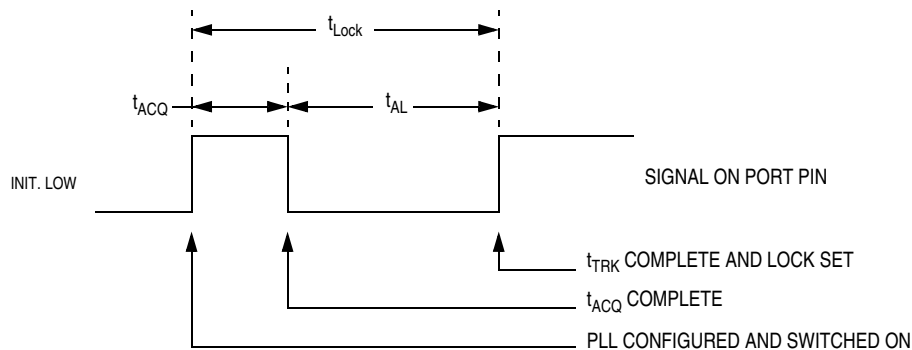 tLock
tACQ
tAL
INIT. LOW
SIGNAL ON PORT PIN
tTRK COMPLETE AND LOCK SET
tACQ COMPLETE
PLL CONFIGURED AND SWITCHED ON